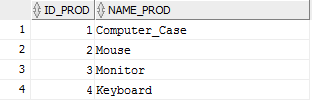 ID_PROD NAME_PROD
1 1 Computer_Case
2 2 Mouse
3 3 Monitor
4 4 Keyboard